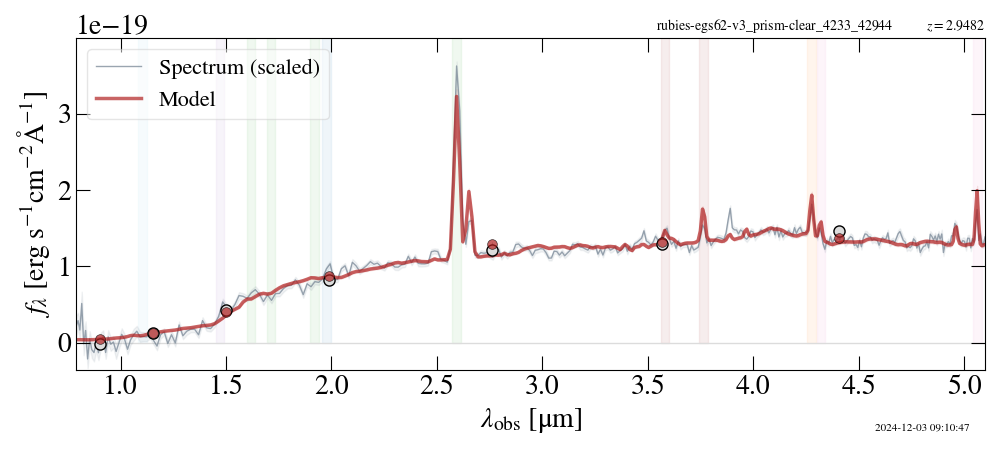 1e−19
rubies-egs62-v3_prism-clear_4233_42944 z = 2.9482
Spectrum (scaled)
Model
f_λ [erg s⁻¹ cm⁻² Å⁻¹]
3
2
1
0
1.0 1.5 2.0 2.5 3.0 3.5 4.0 4.5 5.0
λ_obs [μm]
2024-12-03 09:10:47